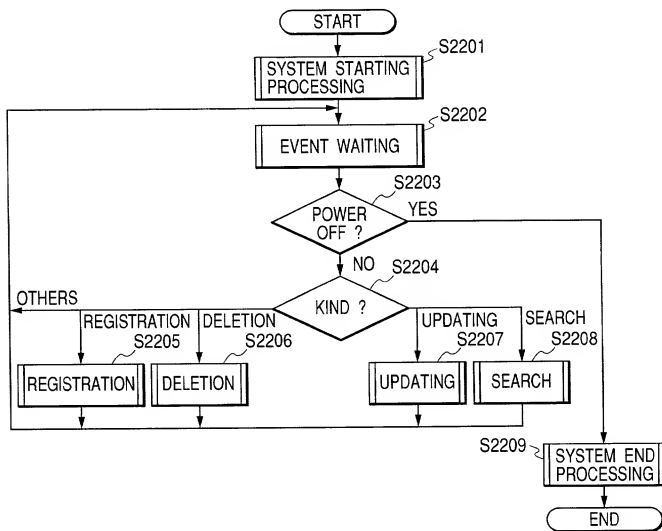 START
S2201
SYSTEM STARTING
PROCESSING
S2202
EVENT WAITING
S2203
POWER
OFF ?
YES
NO
S2204
KIND ?
OTHERS
REGISTRATION
DELETION
UPDATING
SEARCH
S2205
S2206
S2207
S2208
REGISTRATION
DELETION
UPDATING
SEARCH
S2209
SYSTEM END
PROCESSING
END